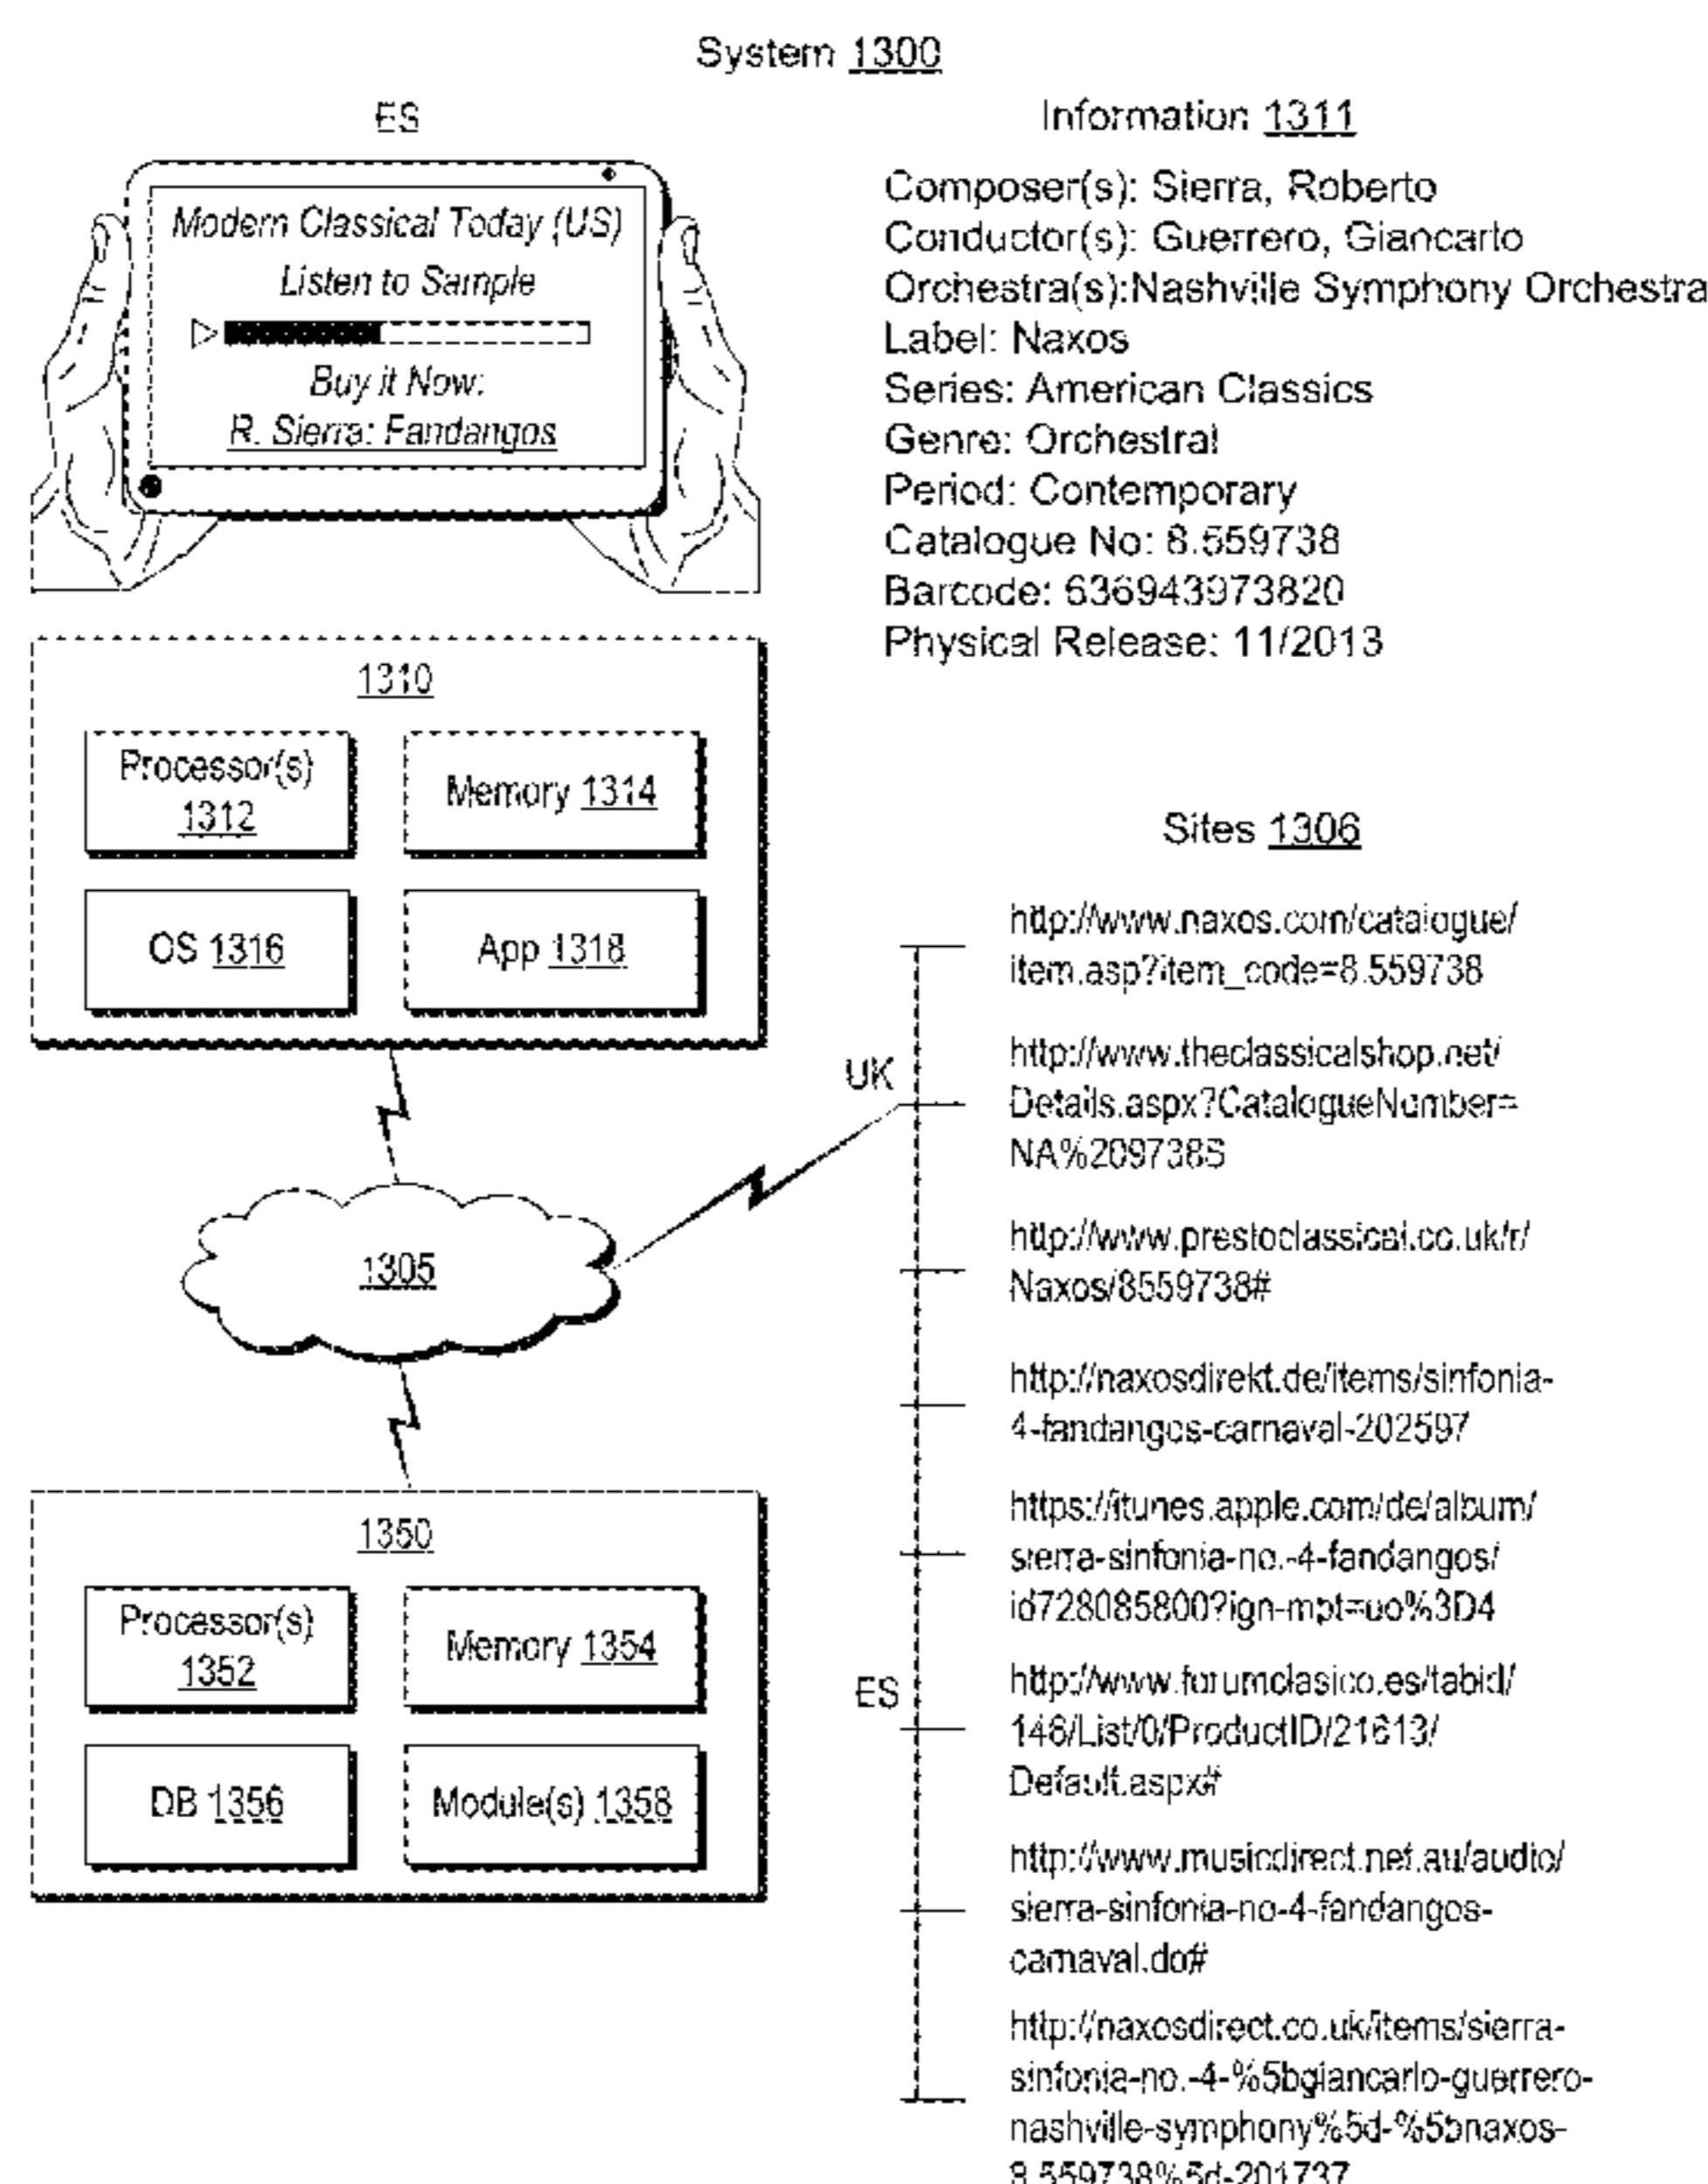 System 1300
ES
Modern Classical Today (US)
Listen to Sample
Buy it Now:
R. Sierra: Fandangos
Information 1311
Composer(s): Sierra, Roberto
Conductor(s): Guerrero, Giancarlo
Orchestra(s):Nashville Symphony Orchestra
Label: Naxos
Series: American Classics
Genre: Orchestral
Period: Contemporary
Catalogue No: 8.559738
Barcode: 636943973820
Physical Release: 11/2013
1310
Processor(s)
1312
Memory 1314
OS 1316
App 1318
1305
1350
Processor(s)
1352
Memory 1354
DB 1356
Module(s) 1358
Sites 1306
UK
ES
http://www.naxos.com/catalogue/
item.asp?item_code=8.559738
http://www.theclassicalshop.net/
Details.aspx?CatalogueNumber=
NA%209738S
http://www.prestoclassical.co.uk/r/
Naxos/8559738#
http://naxosdirekt.de/items/sinfonia-
4-fandangos-carnaval-202597
https://itunes.apple.com/de/album/
sierra-sinfonia-no.-4-fandangos/
id728085800?ign-mpt=uo%3D4
http://www.forumclasico.es/tabid/
146/List/0/ProductID/21613/
Default.aspx#
http://www.musicdirect.net.au/audio/
sierra-sinfonia-no-4-fandangos-
carnaval.do#
http://naxosdirect.co.uk/items/sierra-
sinfonia-no.-4-%5bgiancarlo-guerrero-
nashville-symphony%5d-%5bnaxos-
8.559738%5d-201737